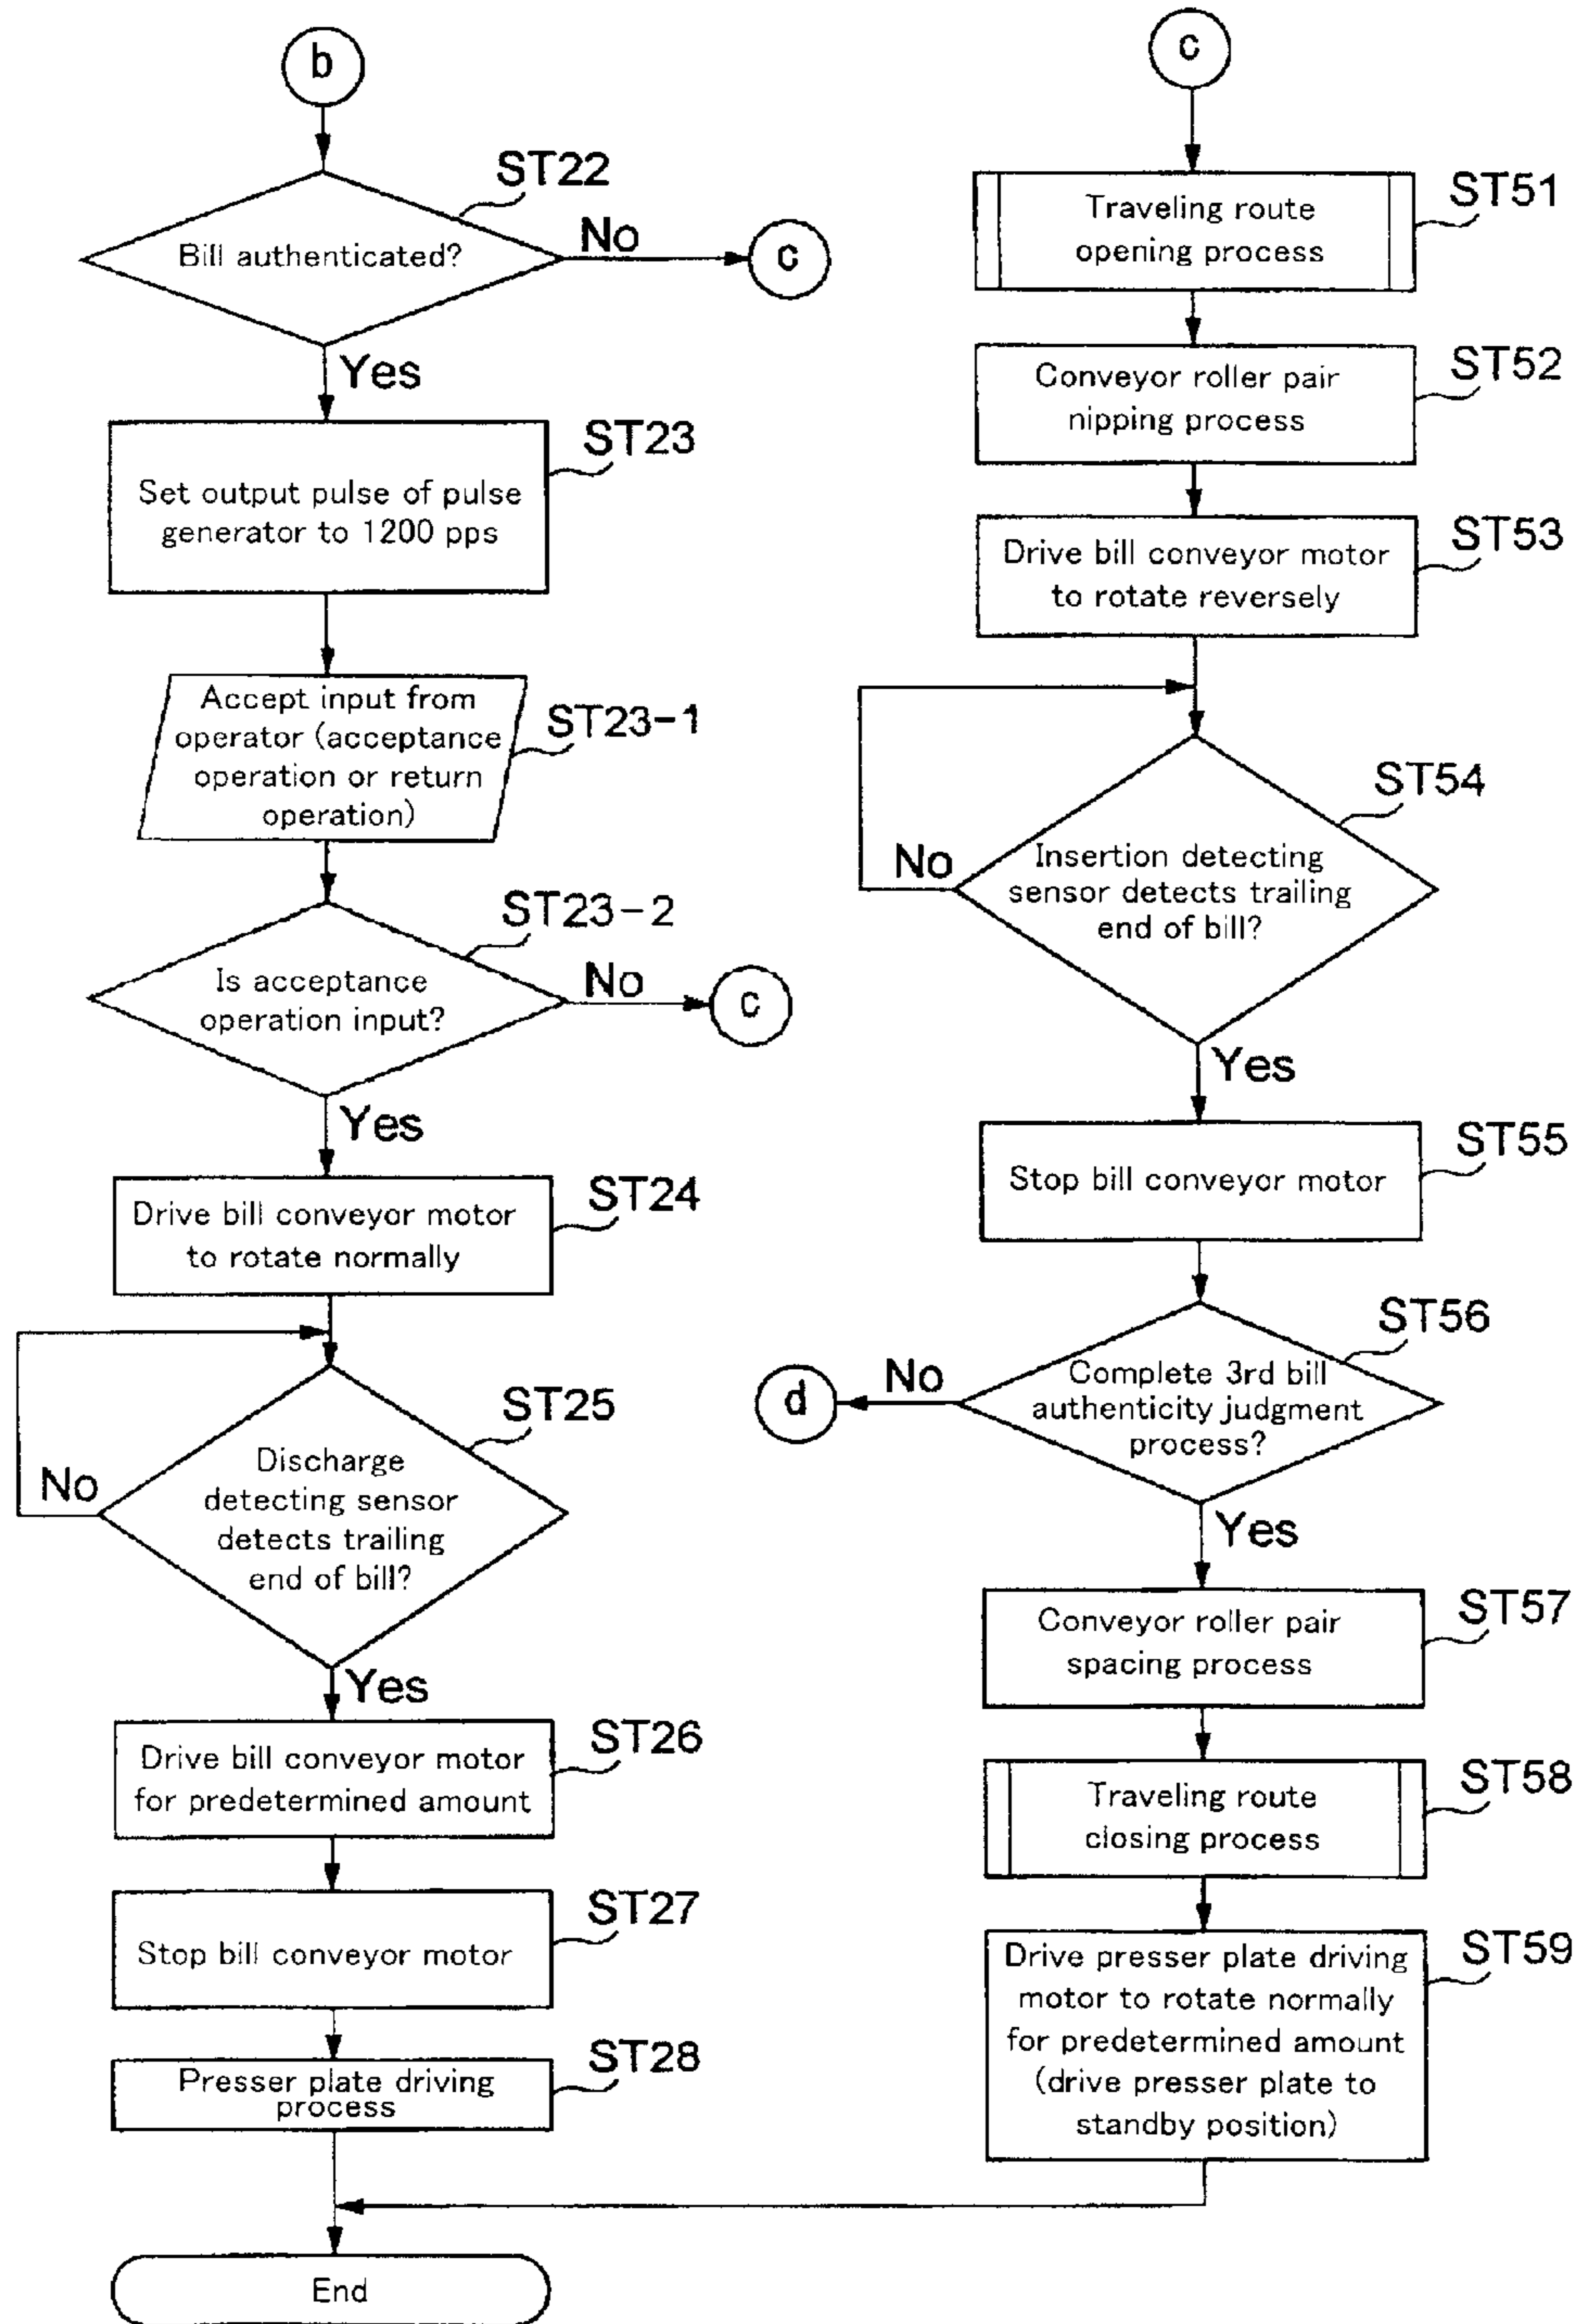 b
ST22
Bill authenticated?
No
c
Yes
ST23
Set output pulse of pulse
generator to 1200 pps
Accept input from
operator (acceptance
operation or return
operation)
ST23-1
ST23-2
Is acceptance
operation input?
No
c
Yes
ST24
Drive bill conveyor motor
to rotate normally
ST25
Discharge
detecting sensor
detects trailing
end of bill?
No
Yes
ST26
Drive bill conveyor motor
for predetermined amount
ST27
Stop bill conveyor motor
ST28
Presser plate driving
process
End
c
ST51
Traveling route
opening process
ST52
Conveyor roller pair
nipping process
ST53
Drive bill conveyor motor
to rotate reversely
ST54
No
Insertion detecting
sensor detects trailing
end of bill?
Yes
ST55
Stop bill conveyor motor
ST56
Complete 3rd bill
authenticity judgment
process?
No
d
Yes
ST57
Conveyor roller pair
spacing process
ST58
Traveling route
closing process
ST59
Drive presser plate driving
motor to rotate normally
for predetermined amount
(drive presser plate to
standby position)